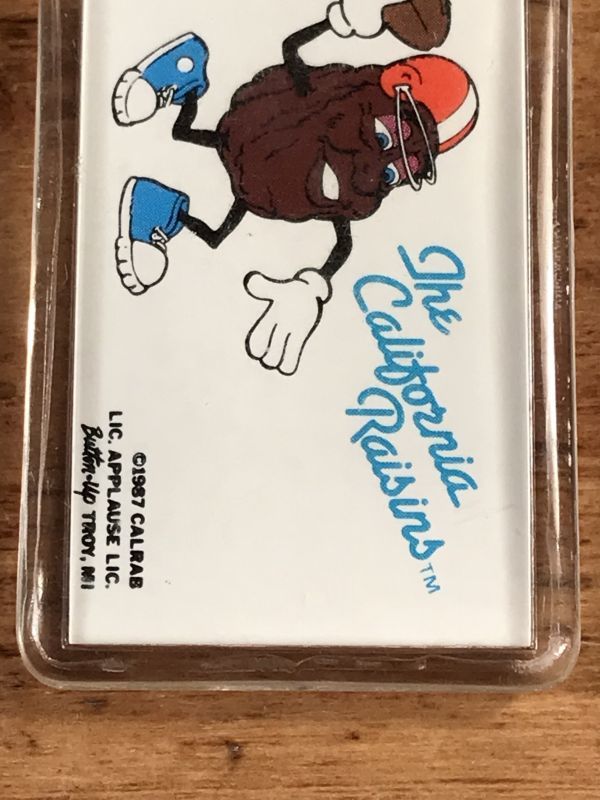 The
California
Raisins™
©1987 CALRAB
LIC. APPLAUSE LIC.
Button-Up TROY, MI